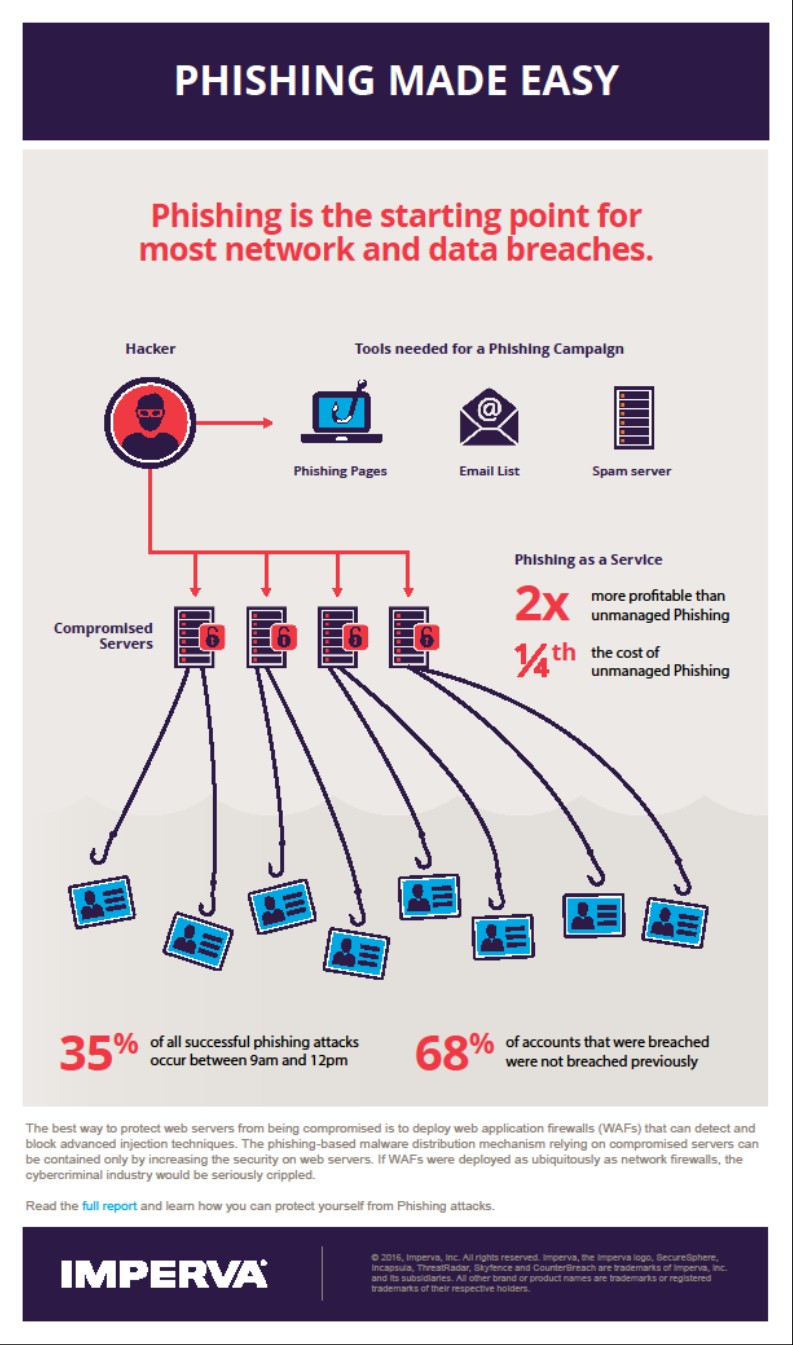 PHISHING MADE EASY
Phishing is the starting point for
most network and data breaches.
Hacker
Tools needed for a Phishing Campaign
Phishing Pages
Email List
Spam server
Phishing as a Service
2x
more profitable than
unmanaged Phishing
Compromised
Servers
¼th
the cost of
unmanaged Phishing
35%
of all successful phishing attacks
occur between 9am and 12pm
68%
of accounts that were breached
were not breached previously
The best way to protect web servers from being compromised is to deploy web application firewalls (WAFs) that can detect and
block advanced injection techniques. The phishing-based malware distribution mechanism relying on compromised servers can
be contained only by increasing the security on web servers. If WAFs were deployed as ubiquitously as network firewalls, the
cybercriminal industry would be seriously crippled.
Read the full report and learn how you can protect yourself from Phishing attacks.
IMPERVA
© 2016, Imperva, Inc. All rights reserved. Imperva, the Imperva logo, SecureSphere,
Incapsula, ThreatRadar, Skyfence and CounterBreach are trademarks of Imperva, Inc.
and its subsidiaries. All other brand or product names are trademarks or registered
trademarks of their respective holders.